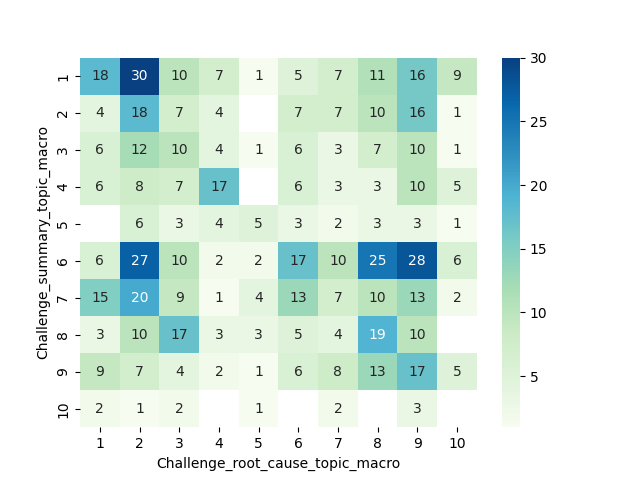 1 18 30 10 7 1 5 7 11 16 9
2 4 18 7 4 7 7 10 16 1
3 6 12 10 4 1 6 3 7 10 1
4 6 8 7 17 6 3 3 10 5
5 6 3 4 5 3 2 3 3 1
6 6 27 10 2 2 17 10 25 28 6
7 15 20 9 1 4 13 7 10 13 2
8 3 10 17 3 3 5 4 19 10
9 9 7 4 2 1 6 8 13 17 5
10 2 1 2 1 2 3
1 2 3 4 5 6 7 8 9 10
Challenge_root_cause_topic_macro
Challenge_summary_topic_macro
30
25
20
15
10
5